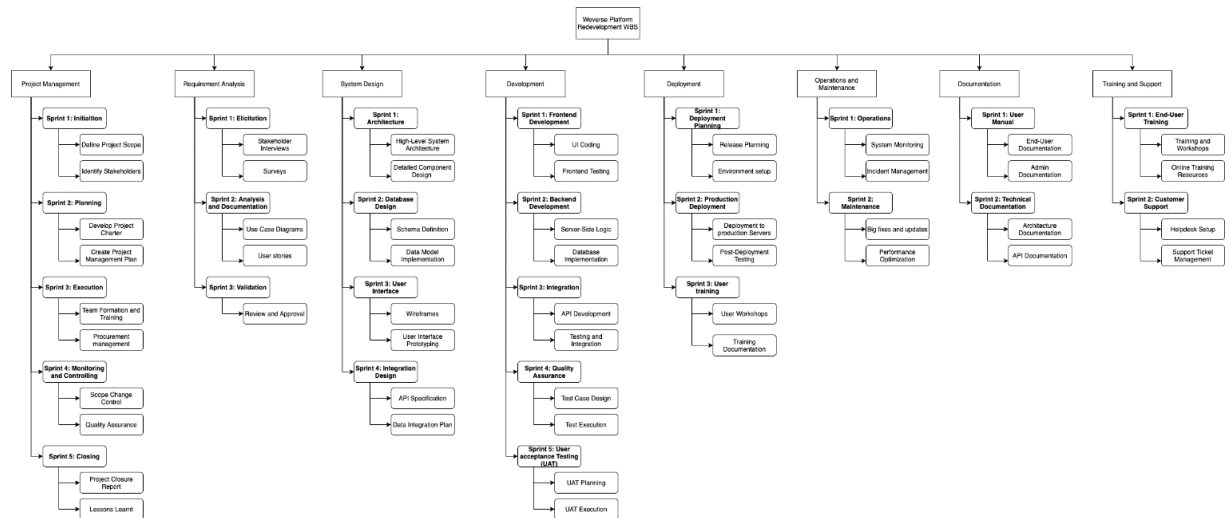 Weverse Platform
Redevelopment WBS
Project Management
Requirement Analysis
System Design
Development
Deployment
Operations and
Maintenance
Documentation
Training and Support
Sprint 1: Initialtion
Define Project Scope
Identify Stakeholders
Sprint 2: Planning
Develop Project
Charter
Create Project
Management Plan
Sprint 3: Execution
Team Formation and
Training
Procurement
management
Sprint 4: Monitoring
and Controlling
Scope Change
Control
Quality Assurance
Sprint 5: Closing
Project Closure
Report
Lessons Learnt
Sprint 1: Elicitation
Stakeholder
Interviews
Surveys
Sprint 2: Analysis
and Documentation
Use Case Diagrams
User stories
Sprint 3: Validation
Review and Approval
Sprint 1:
Architecture
High-Level System
Architecture
Detailed Component
Design
Sprint 2: Database
Design
Schema Definition
Data Model
Implementation
Sprint 3: User
Interface
Wireframes
User Interface
Prototyping
Sprint 4: Integration
Design
API Specification
Data Integration Plan
Sprint 1: Frontend
Development
UI Coding
Frontend Testing
Sprint 2: Backend
Development
Server-Side Logic
Database
Implementation
Sprint 3: Integration
API Development
Testing and
Integration
Sprint 4: Quality
Assurance
Test Case Design
Test Execution
Sprint 5: User
acceptance Testing
(UAT)
UAT Planning
UAT Execution
Sprint 1:
Deployment
Planning
Release Planning
Environment setup
Sprint 2: Production
Deployment
Deployment to
production Servers
Post-Deployment
Testing
Sprint 3: User
training
User Workshops
Training
Documentation
Sprint 1: Operations
System Monitoring
Incident Management
Sprint 2:
Maintenance
Big fixes and updates
Performance
Optimization
Sprint 1: User
Manual
End-User
Documentation
Admin
Documentation
Sprint 2: Technical
Documentation
Architecture
Documentation
API Documentation
Sprint 1: End-User
Training
Training and
Workshops
Online Training
Resources
Sprint 2: Customer
Support
Helpdesk Setup
Support Ticket
Management